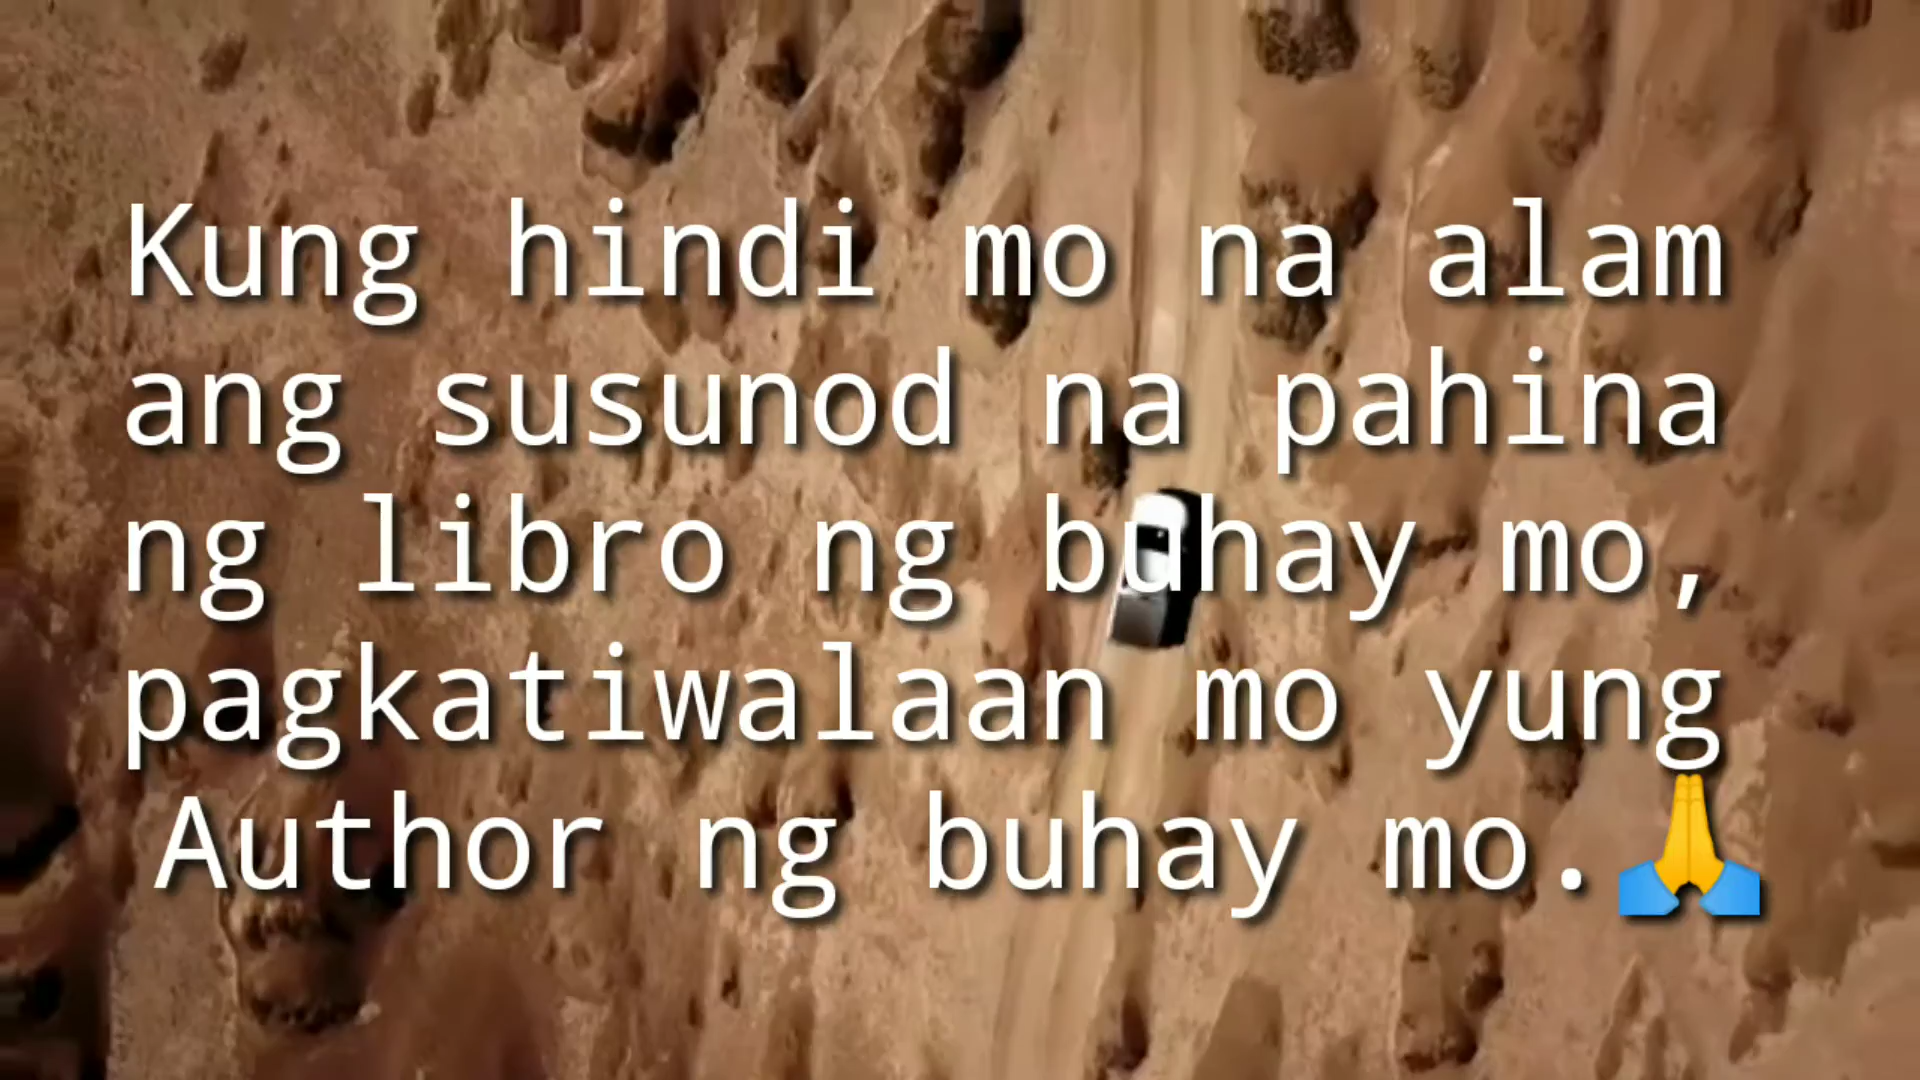 Kung hindi mo na alam
ang susunod na pahina
ng libro ng buhay mo,
pagkatiwalaan mo yung
Author ng buhay mo.🙏